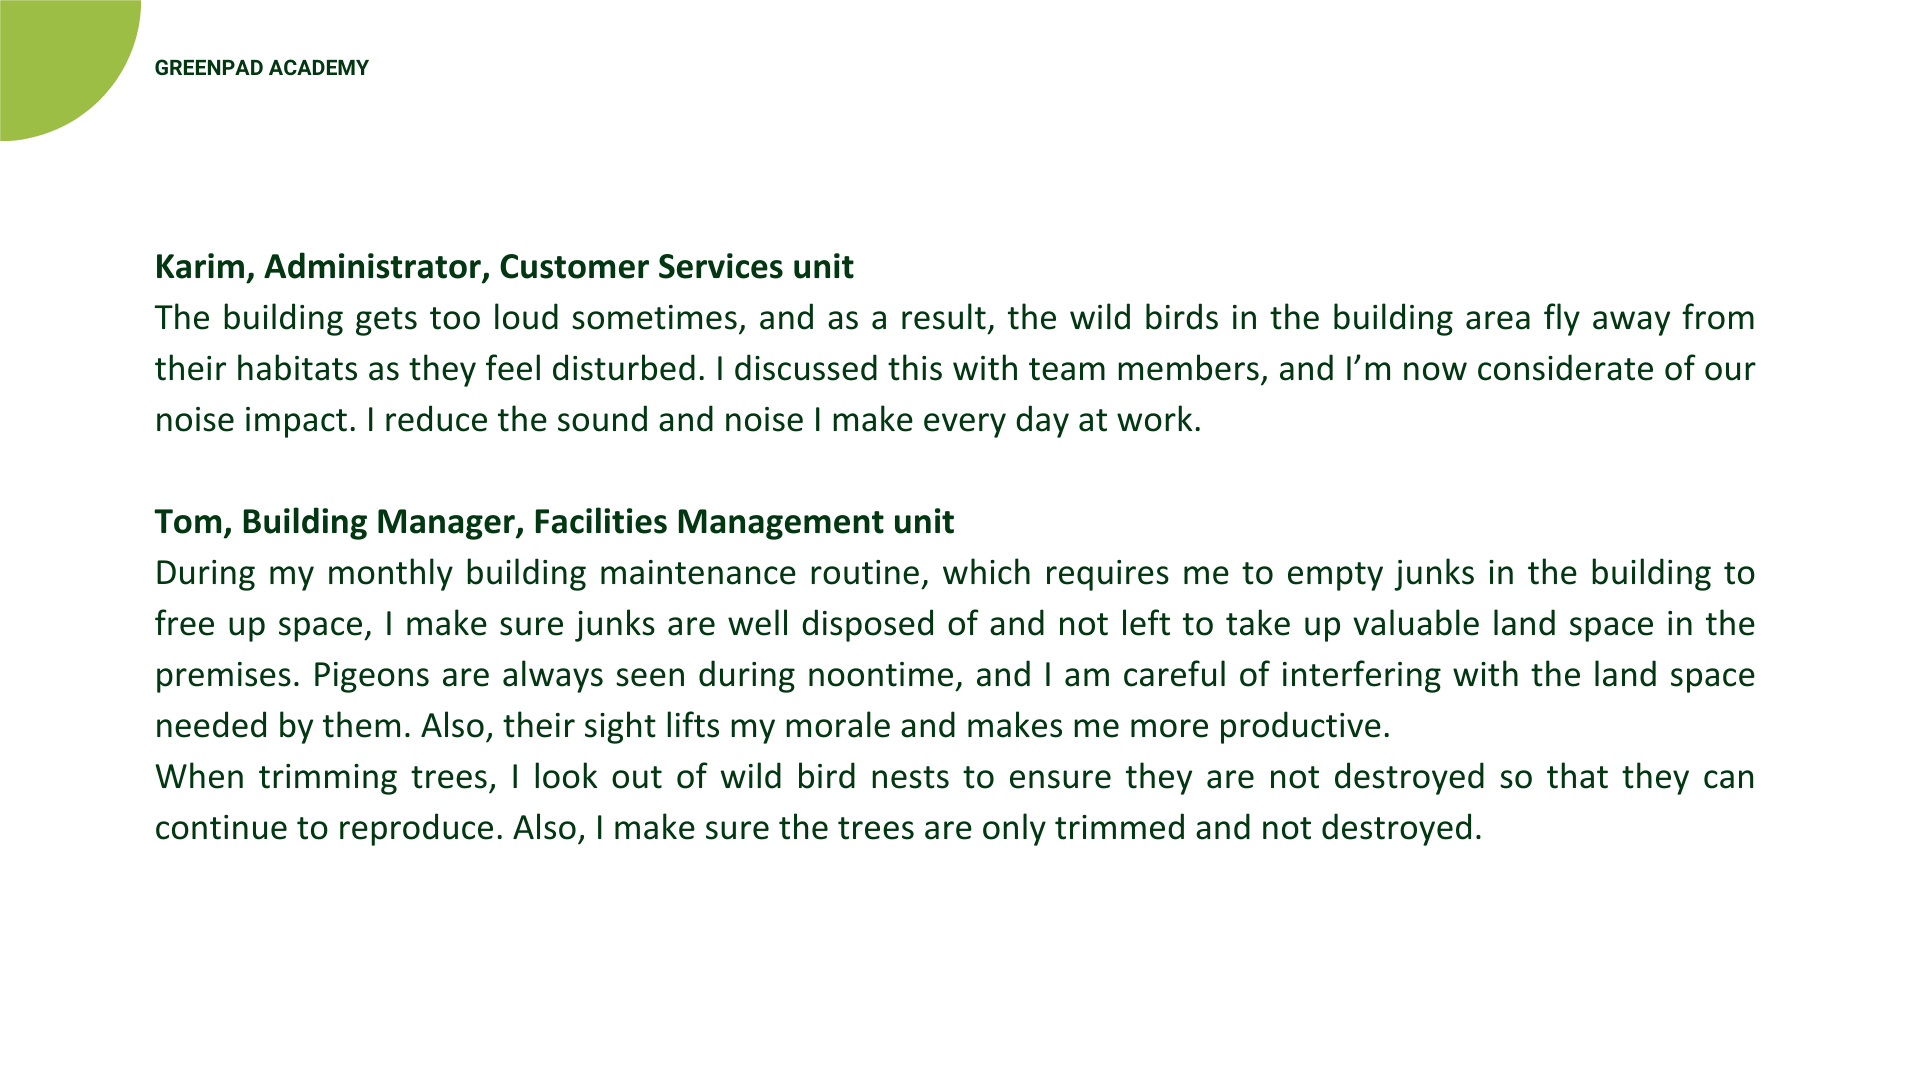 GREENPAD ACADEMY
Karim, Administrator, Customer Services unit
The building gets too loud sometimes, and as a result, the wild birds in the building area fly away from
their habitats as they feel disturbed. I discussed this with team members, and I’m now considerate of our
noise impact. I reduce the sound and noise I make every day at work.
Tom, Building Manager, Facilities Management unit
During my monthly building maintenance routine, which requires me to empty junks in the building to
free up space, I make sure junks are well disposed of and not left to take up valuable land space in the
premises. Pigeons are always seen during noontime, and I am careful of interfering with the land space
needed by them. Also, their sight lifts my morale and makes me more productive.
When trimming trees, I look out of wild bird nests to ensure they are not destroyed so that they can
continue to reproduce. Also, I make sure the trees are only trimmed and not destroyed.